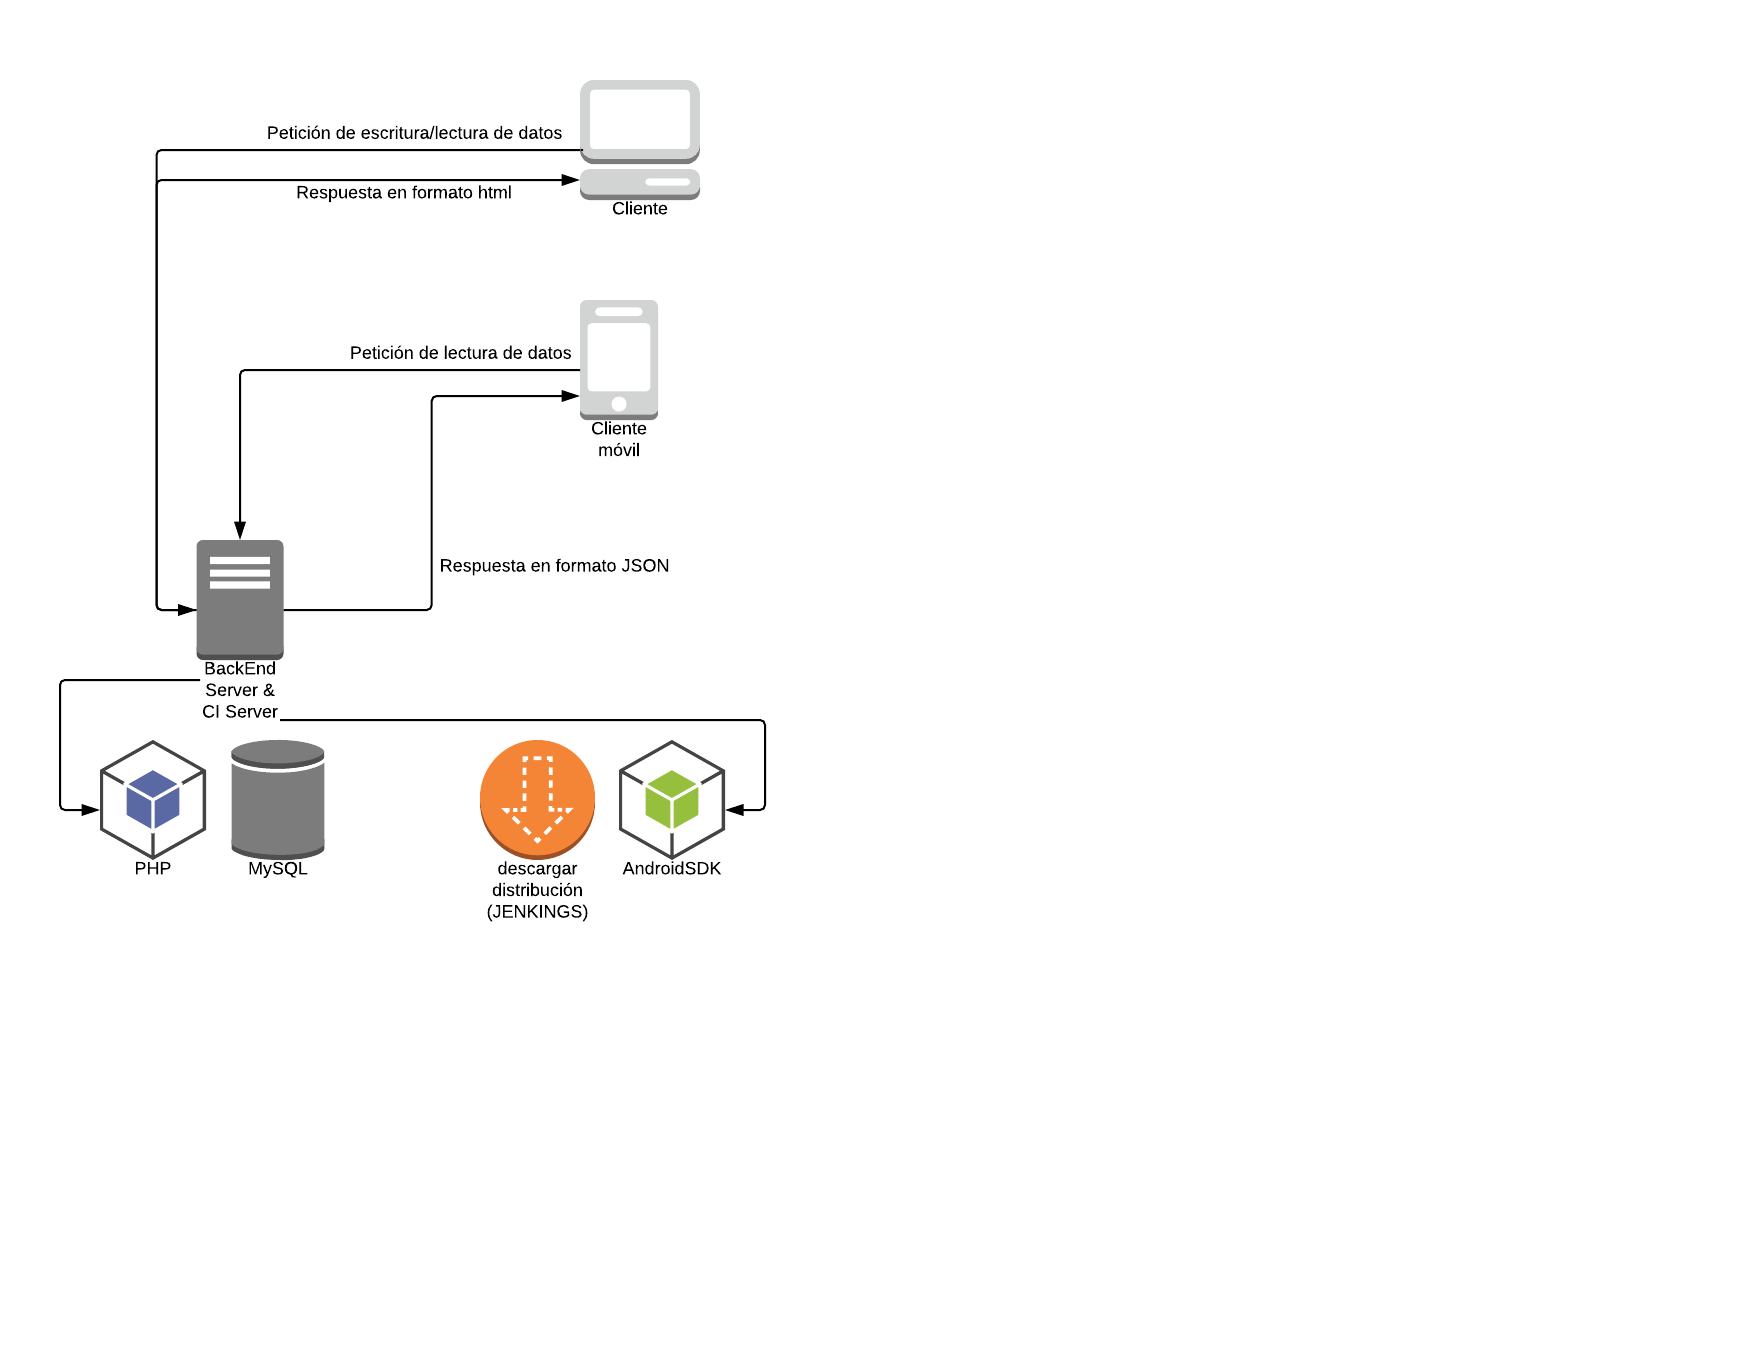 Petición de escritura/lectura de datos
Respuesta en formato html
Cliente
Petición de lectura de datos
Cliente
móvil
Respuesta en formato JSON
BackEnd
Server &
CI Server
PHP
MySQL
descargar
distribución
(JENKINGS)
AndroidSDK